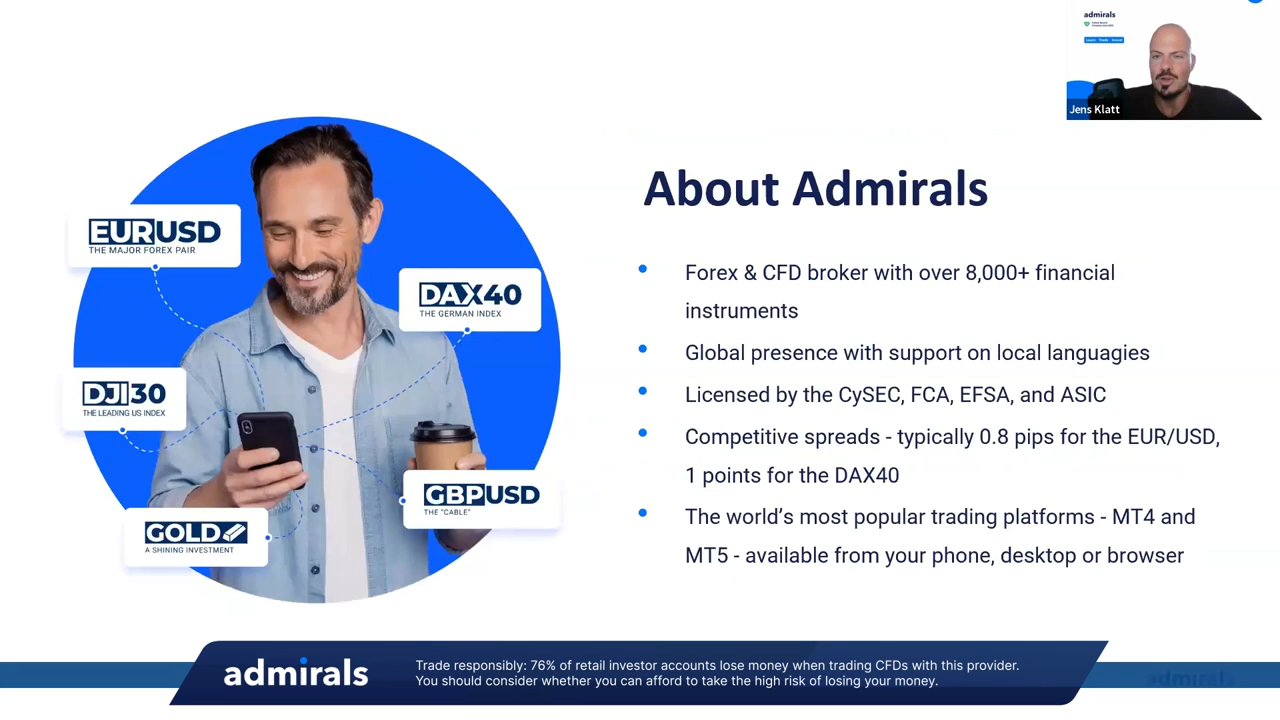 admirals
Jens Klatt
About Admirals
EURUSD
THE MAJOR FOREX PAIR
DAX40
THE GERMAN INDEX
DJI30
THE LEADING US INDEX
GBPUSD
THE "CABLE"
GOLD
A SHINING INVESTMENT
Forex & CFD broker with over 8,000+ financial
instruments
Global presence with support on local languagies
Licensed by the CySEC, FCA, EFSA, and ASIC
Competitive spreads - typically 0.8 pips for the EUR/USD,
1 points for the DAX40
The world’s most popular trading platforms - MT4 and
MT5 - available from your phone, desktop or browser
admirals
Trade responsibly: 76% of retail investor accounts lose money when trading CFDs with this provider.
You should consider whether you can afford to take the high risk of losing your money.
admirals